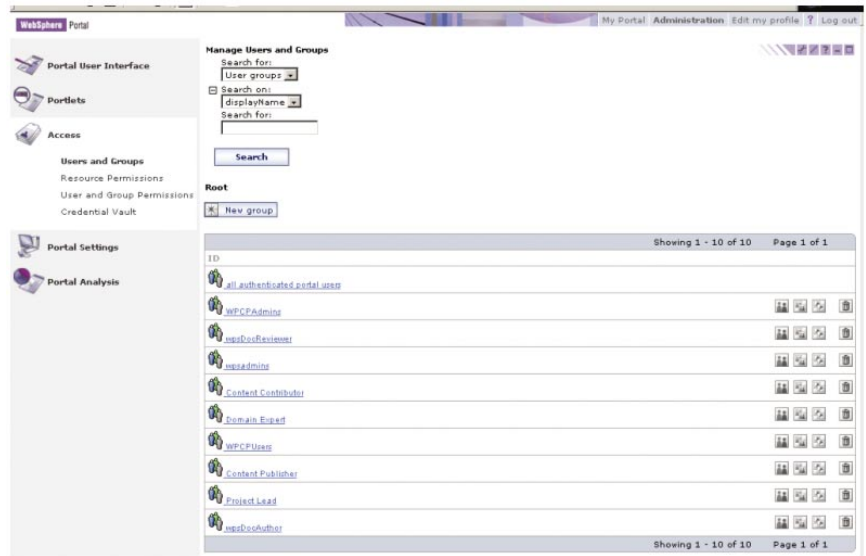 WebSphere Portal
My Portal Administration Edit my profile ? Log out
Portal User Interface
Portlets
Access
Users and Groups
Resource Permissions
User and Group Permissions
Credential Vault
Portal Settings
Portal Analysis
Manage Users and Groups
Search for:
User groups
Search on:
displayName
Search for:
Search
Root
New group
Showing 1 - 10 of 10 Page 1 of 1
ID
all authenticated portal users
WPCPAdmins
wpsDocReviewer
wpsadmins
Content Contributor
Domain Expert
WPCPUsers
Content Publisher
Project Lead
wpsDocAuthor
Showing 1 - 10 of 10 Page 1 of 1